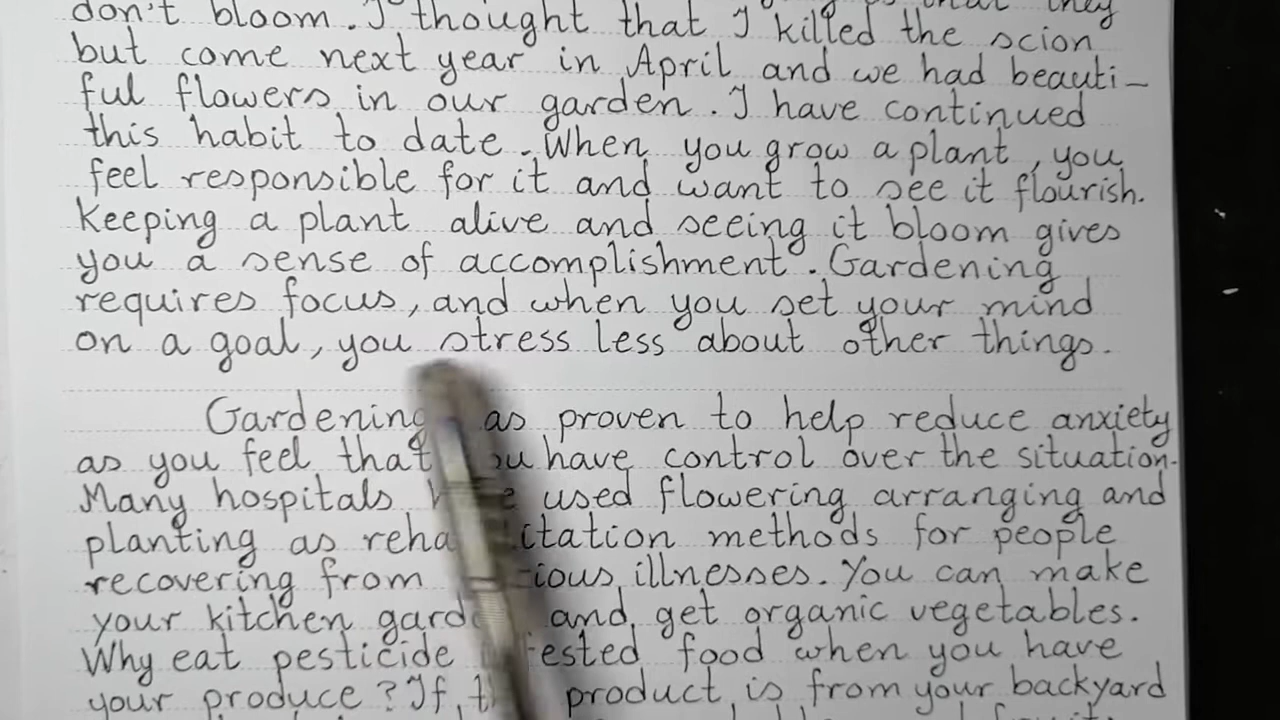 don't bloom. I thought that I killed the scion
but come next year in April and we had beauti-
ful flowers in our garden. I have continued
this habit to date. When you grow a plant, you
feel responsible for it and want to see it flourish.
Keeping a plant alive and seeing it bloom gives
you a sense of accomplishment. Gardening
requires focus, and when you set your mind
on a goal, you stress less about other things.
Gardening as proven to help reduce anxiety
as you feel that have control over the situation.
Many hospitals used flowering arranging and
planting as methods for people
recovering from illnesses. You can make
your kitchen and get organic vegetables.
Why eat pesticide food when you have
your produce? If product is from your backyard